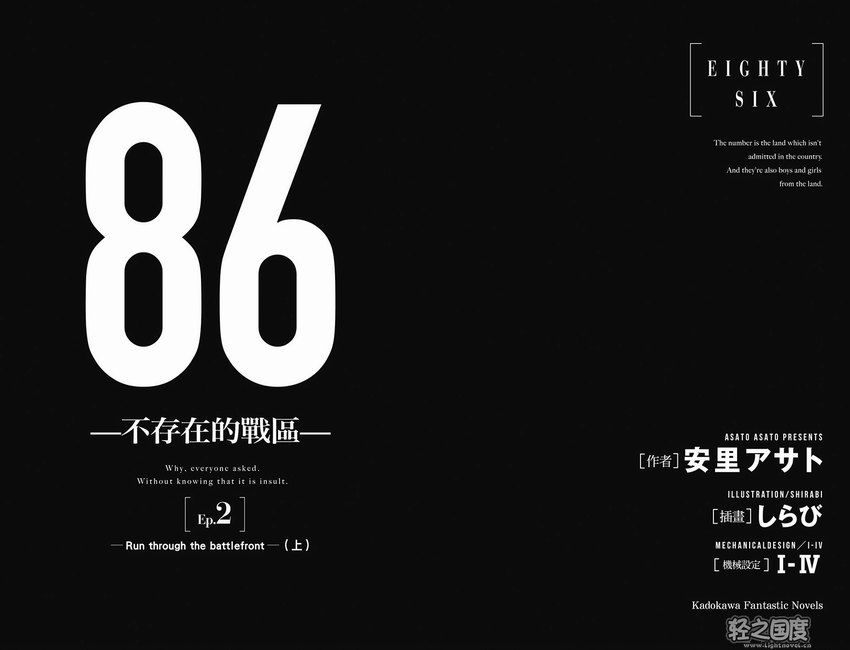 86
—不存在的戰區—
Why, everyone asked.
Without knowing that it is insult.
[Ep.2]
—Run through the battlefront—(上)
EIGHTY
SIX
The number is the land which isn't
admitted in the country.
And they're also boys and girls
from the land.
ASATO ASATO PRESENTS
[作者]安里アサト
ILLUSTRATION/SHIRABI
[插畫]しらび
MECHANICALDESIGN／I-IV
[機械設定]I-Ⅳ
Kadokawa Fantastic Novels
轻之国度
www.lightnovel.cn